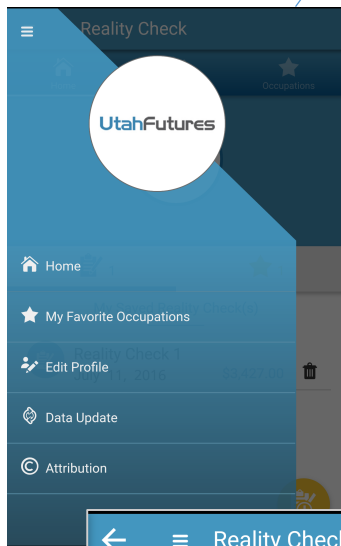 Reality Check
Occupations
UtahFutures
Home
My Favorite Occupations
Reality Check 1
Edit Profile
July 11, 2016
Data Update
Attribution
Reality Check